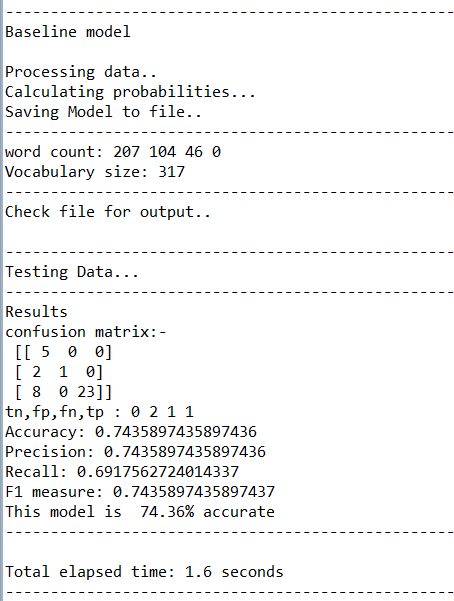 --------------------------------------------------
Baseline model
Processing data..
Calculating probabilities...
Saving Model to file..
--------------------------------------------------
word count: 207 104 46 0
Vocabulary size: 317
--------------------------------------------------
Check file for output..
--------------------------------------------------
Testing Data...
--------------------------------------------------
Results
confusion matrix:-
[[ 5  0  0]
[ 2  1  0]
[ 8  0 23]]
tn,fp,fn,tp : 0 2 1 1
Accuracy: 0.7435897435897436
Precision: 0.7435897435897436
Recall: 0.6917562724014337
F1 measure: 0.7435897435897437
This model is  74.36% accurate
--------------------------------------------------
Total elapsed time: 1.6 seconds
--------------------------------------------------